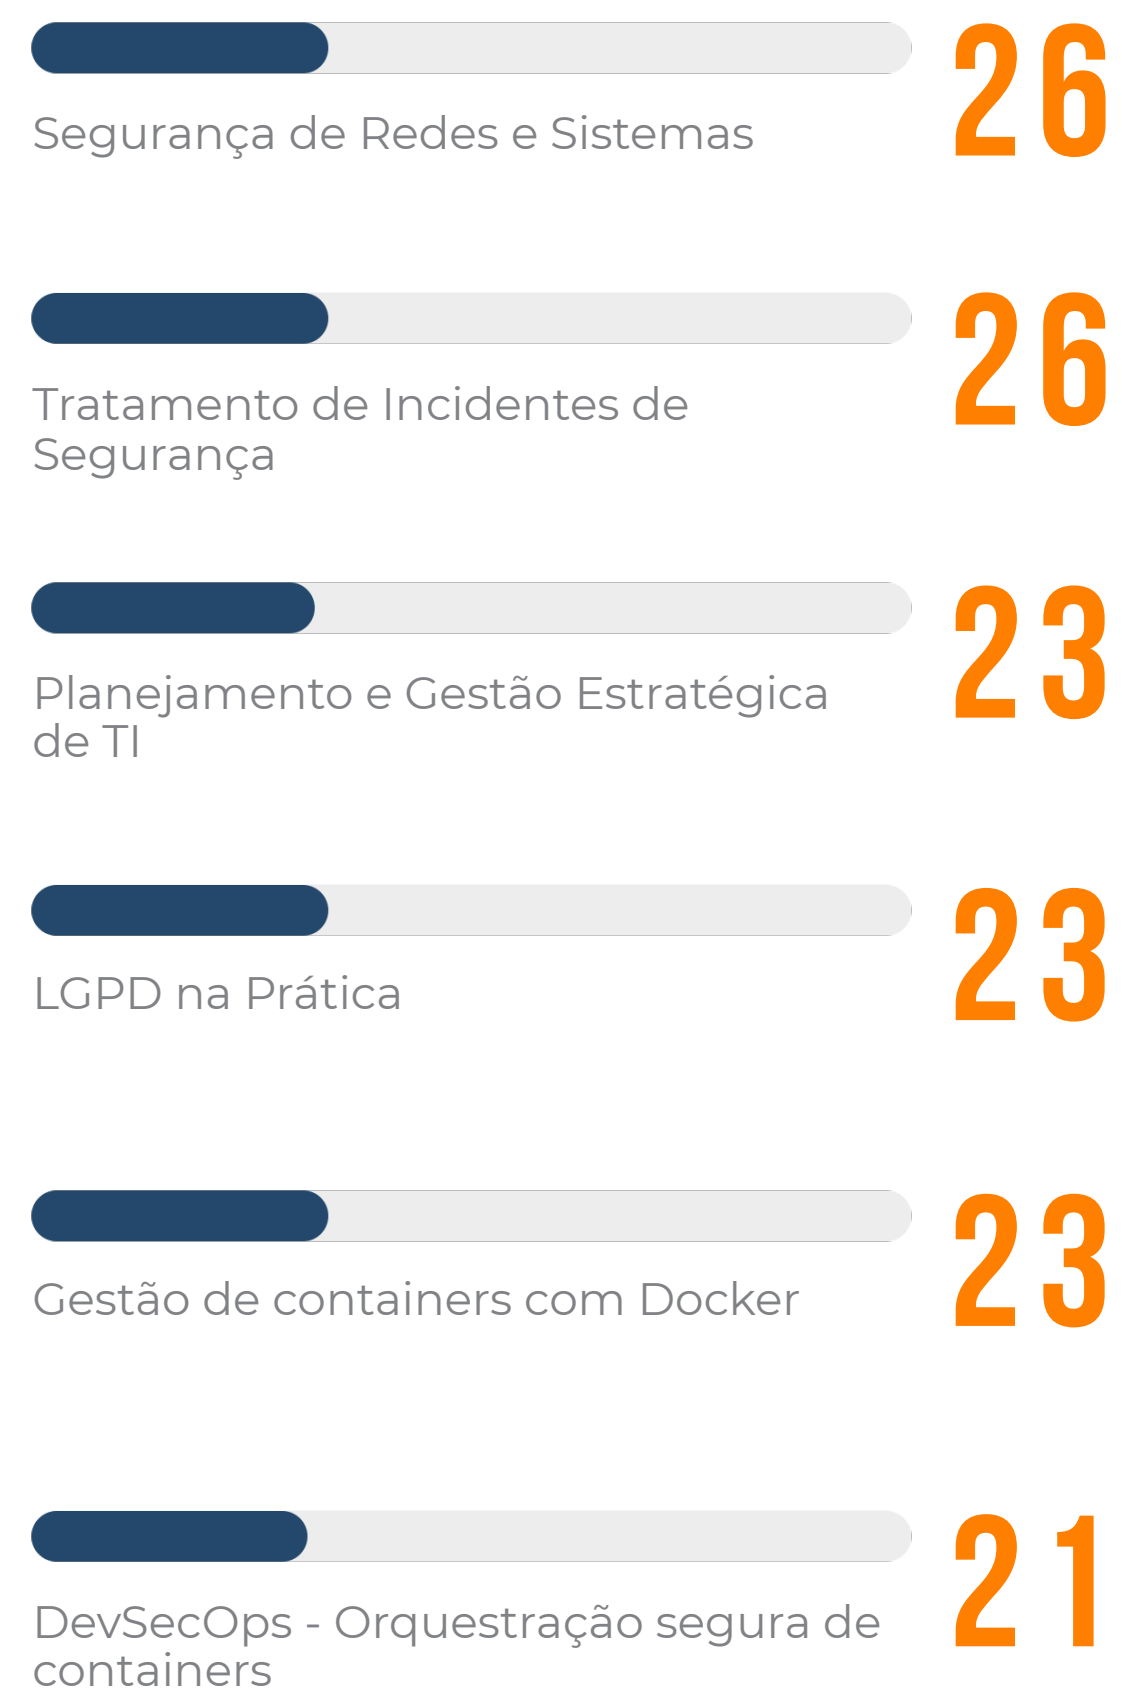 26
Segurança de Redes e Sistemas
26
Tratamento de Incidentes de
Segurança
23
Planejamento e Gestão Estratégica
de TI
23
LGPD na Prática
23
Gestão de containers com Docker
21
DevSecOps - Orquestração segura de
containers